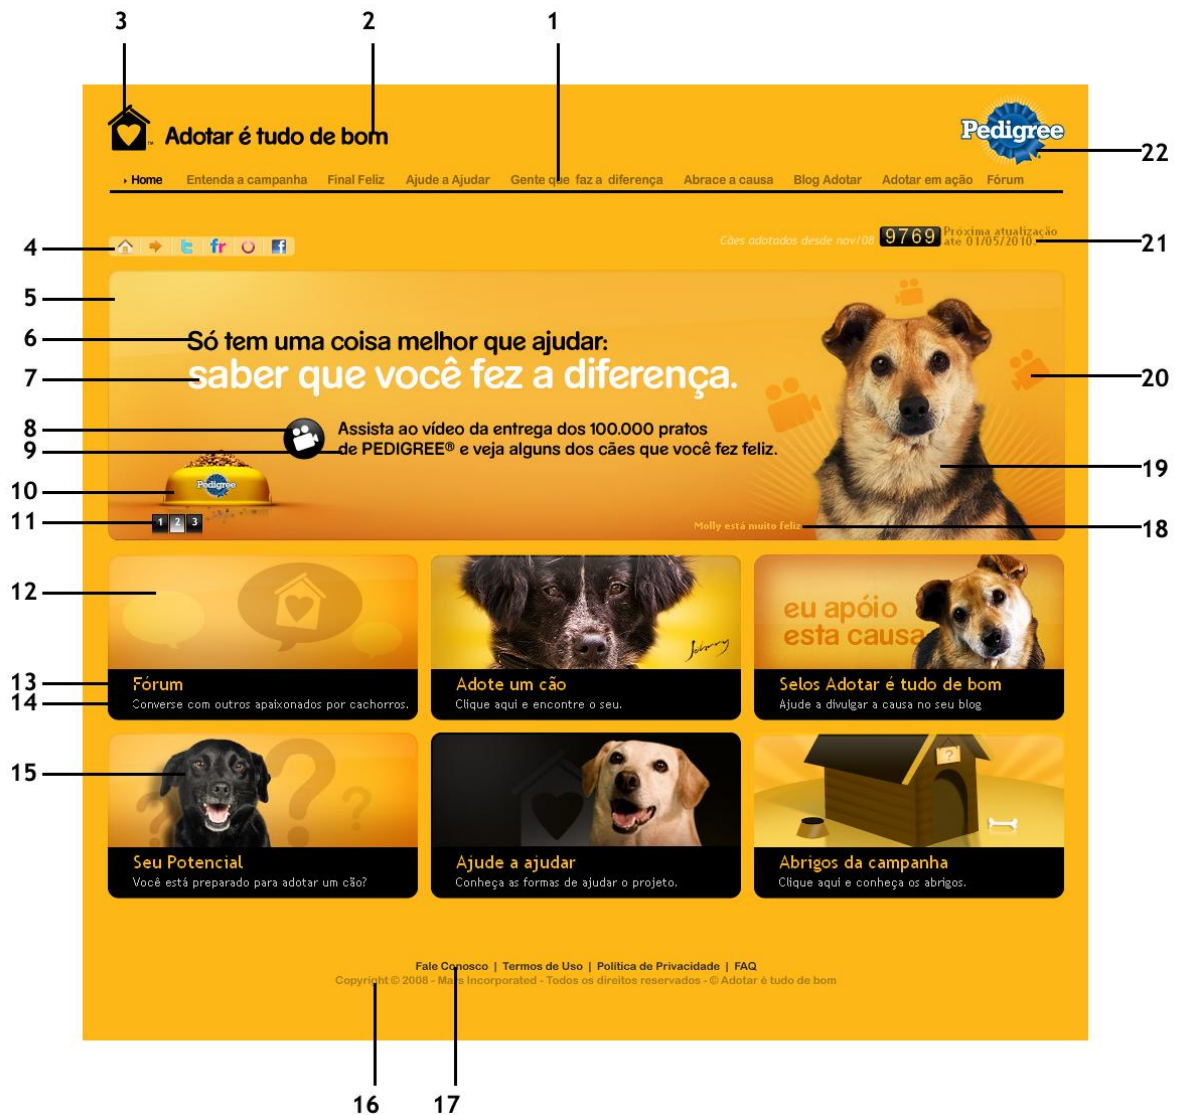 3 2 1
Adotar é tudo de bom
Pedigree
22
Home Entenda a campanha Final Feliz Ajude a Ajudar Gente que faz a diferença Abrace a causa Blog Adotar Adotar em ação Fórum
4
Cães adotados desde nov/08 9769 Próxima atualização
até 01/05/2010.
21
5
6
Só tem uma coisa melhor que ajudar:
7
saber que você fez a diferença.
20
8
Assista ao vídeo da entrega dos 100.000 pratos
9
de PEDIGREE® e veja alguns dos cães que você fez feliz.
19
10
Pedigree
11
1 2 3
Molly está muito feliz
18
12
eu apóio
esta causa
Johnny
13
Fórum
14
Converse com outros apaixonados por cachorros.
Adote um cão
Clique aqui e encontre o seu.
Selos Adotar é tudo de bom
Ajude a divulgar a causa no seu blog
15
? ? ?
?
Seu Potencial
Você está preparado para adotar um cão?
Ajude a ajudar
Conheça as formas de ajudar o projeto.
Abrigos da campanha
Clique aqui e conheça os abrigos.
Fale Conosco | Termos de Uso | Política de Privacidade | FAQ
Copyright © 2008 - Mars Incorporated - Todos os direitos reservados - © Adotar é tudo de bom
16 17